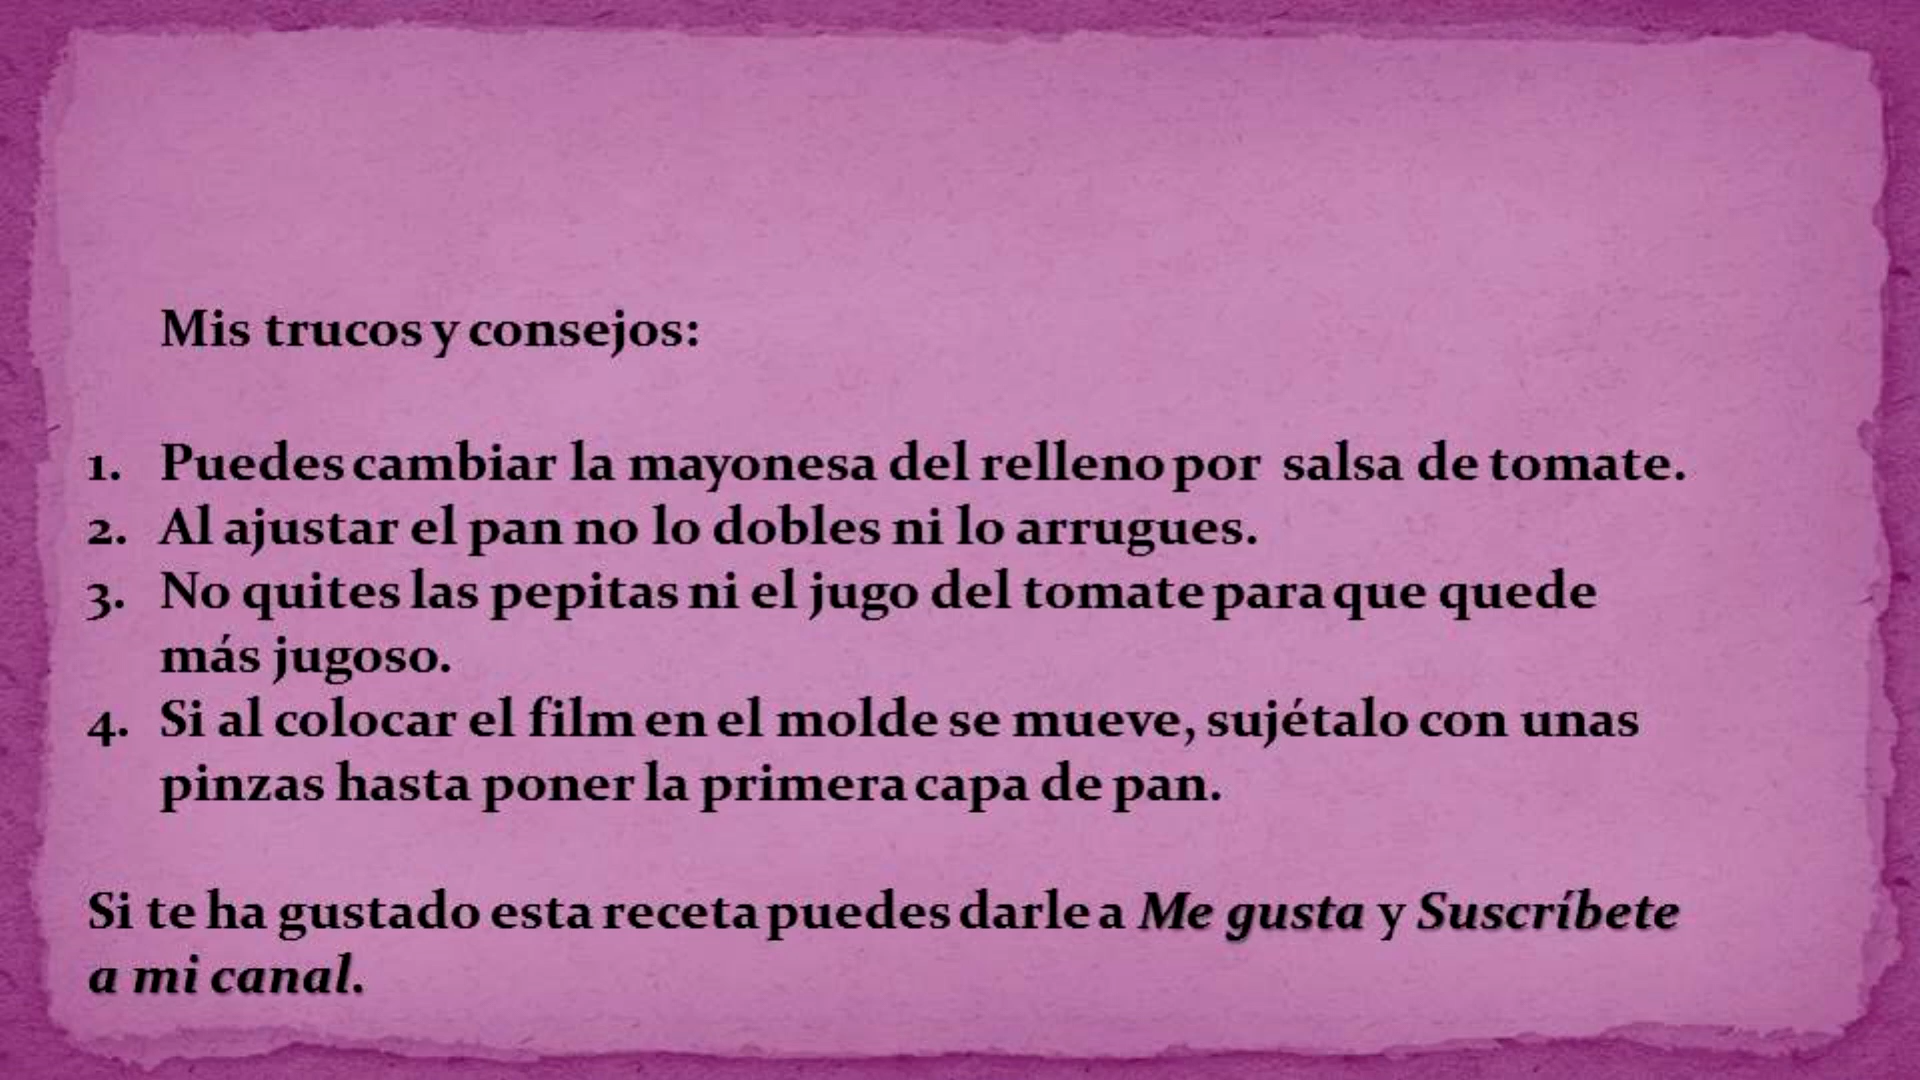 Mis trucos y consejos:
1. Puedes cambiar la mayonesa del relleno por salsa de tomate.
2. Al ajustar el pan no lo dobles ni lo arrugues.
3. No quites las pepitas ni el jugo del tomate para que quede
más jugoso.
4. Si al colocar el film en el molde se mueve, sujétalo con unas
pinzas hasta poner la primera capa de pan.
Si te ha gustado esta receta puedes darle a Me gusta y Suscríbete
a mi canal.